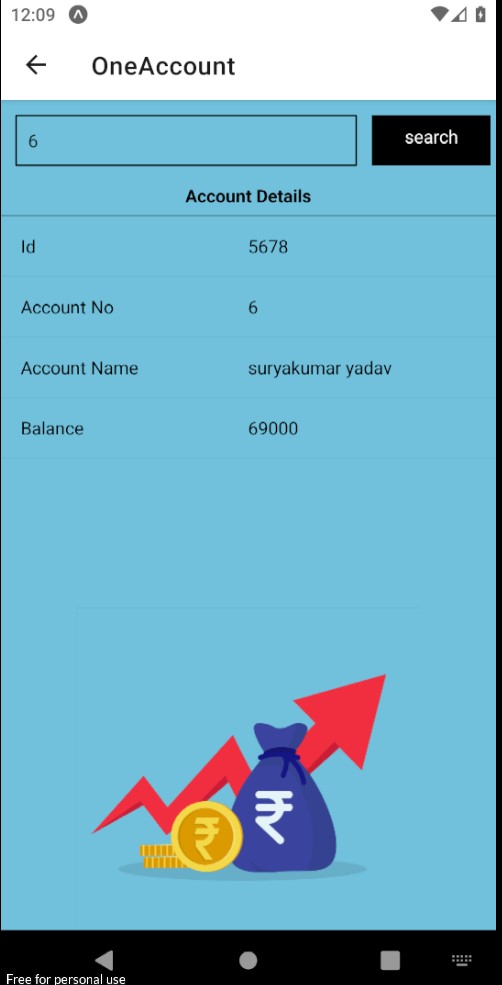 12:09
OneAccount
6
search
Account Details
Id 5678
Account No 6
Account Name suryakumar yadav
Balance 69000
₹
₹
Free for personal use